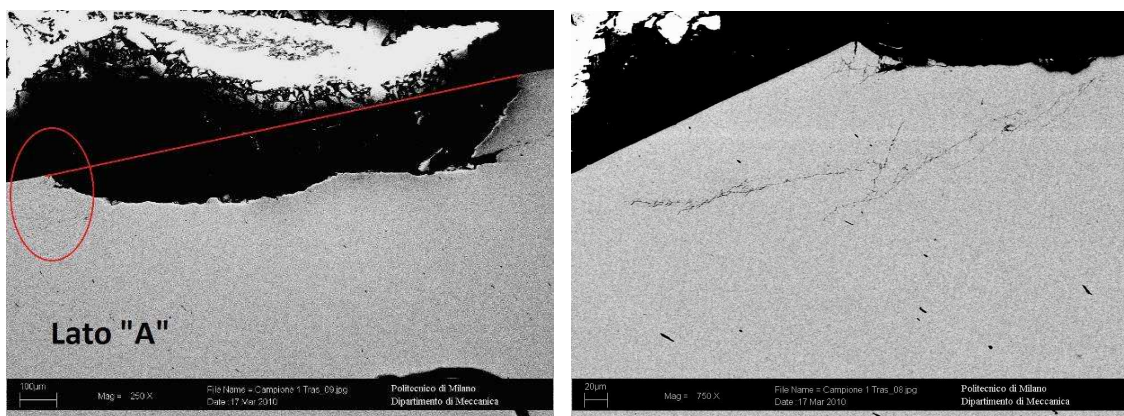 Lato "A"
100µm
Mag = 250 X
File Name = Campione 1 Tras_09.jpg
Date :17 Mar 2010
Politecnico di Milano
Dipartimento di Meccanica
20µm
Mag = 750 X
File Name = Campione 1 Tras_08.jpg
Date :17 Mar 2010
Politecnico di Milano
Dipartimento di Meccanica